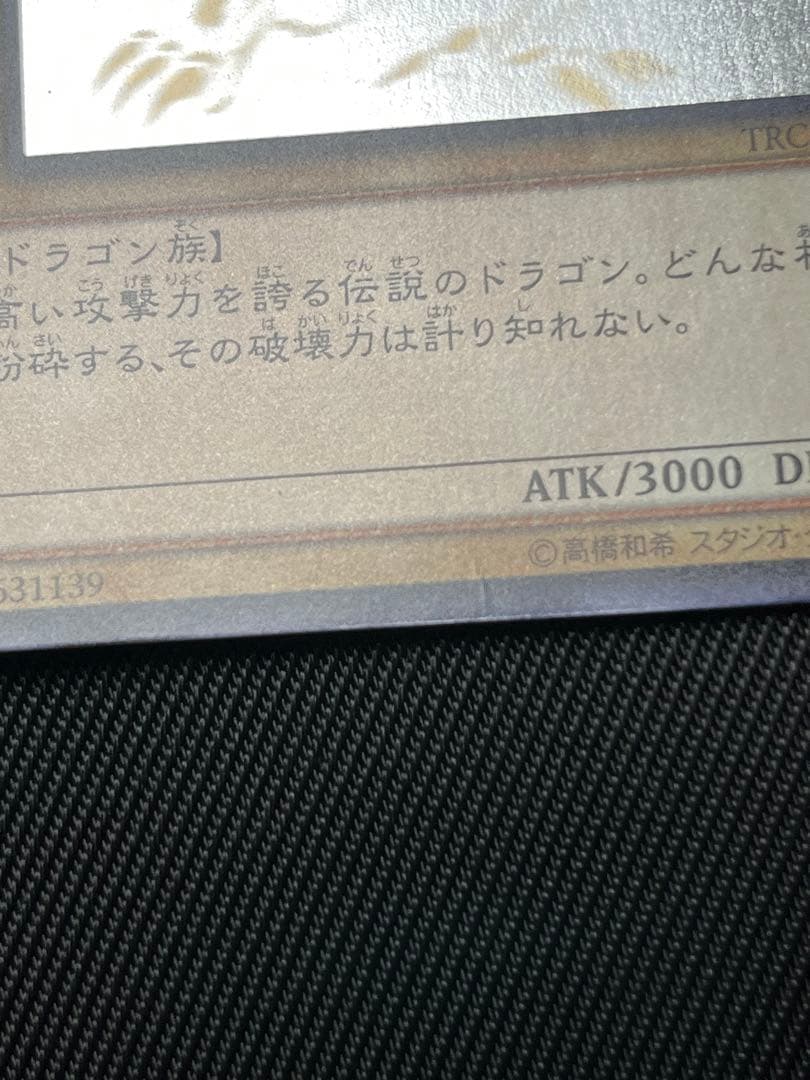 TRC
ドラゴン族】
高い攻撃力を誇る伝説のドラゴン。どんな
粉砕する、その破壊力は計り知れない。
ATK/3000 D
631139
©高橋和希 スタジオ・